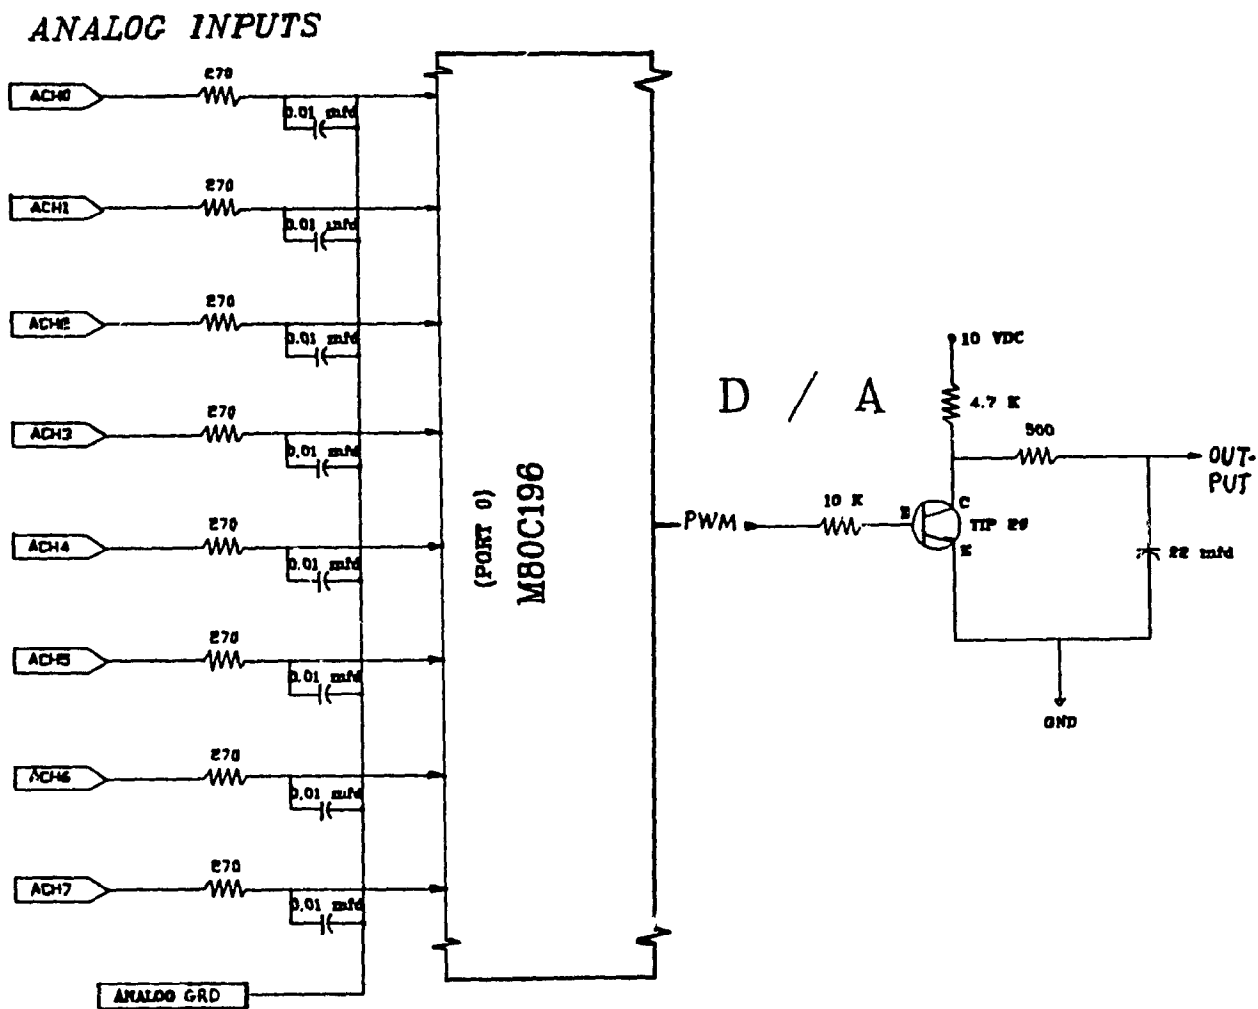 ANALOG INPUTS
270
ACH0
0.01 mfd
270
ACH1
0.01 mfd
270
ACH2
0.01 mfd
270
ACH3
0.01 mfd
270
ACH4
0.01 mfd
270
ACH5
0.01 mfd
270
ACH6
0.01 mfd
270
ACH7
0.01 mfd
ANALOG GRD
(PORT 0)
M80C196
PWM
D / A
10 VDC
4.7 K
500
OUT-
PUT
10 K
B
C
TIP 29
E
22 mfd
GND